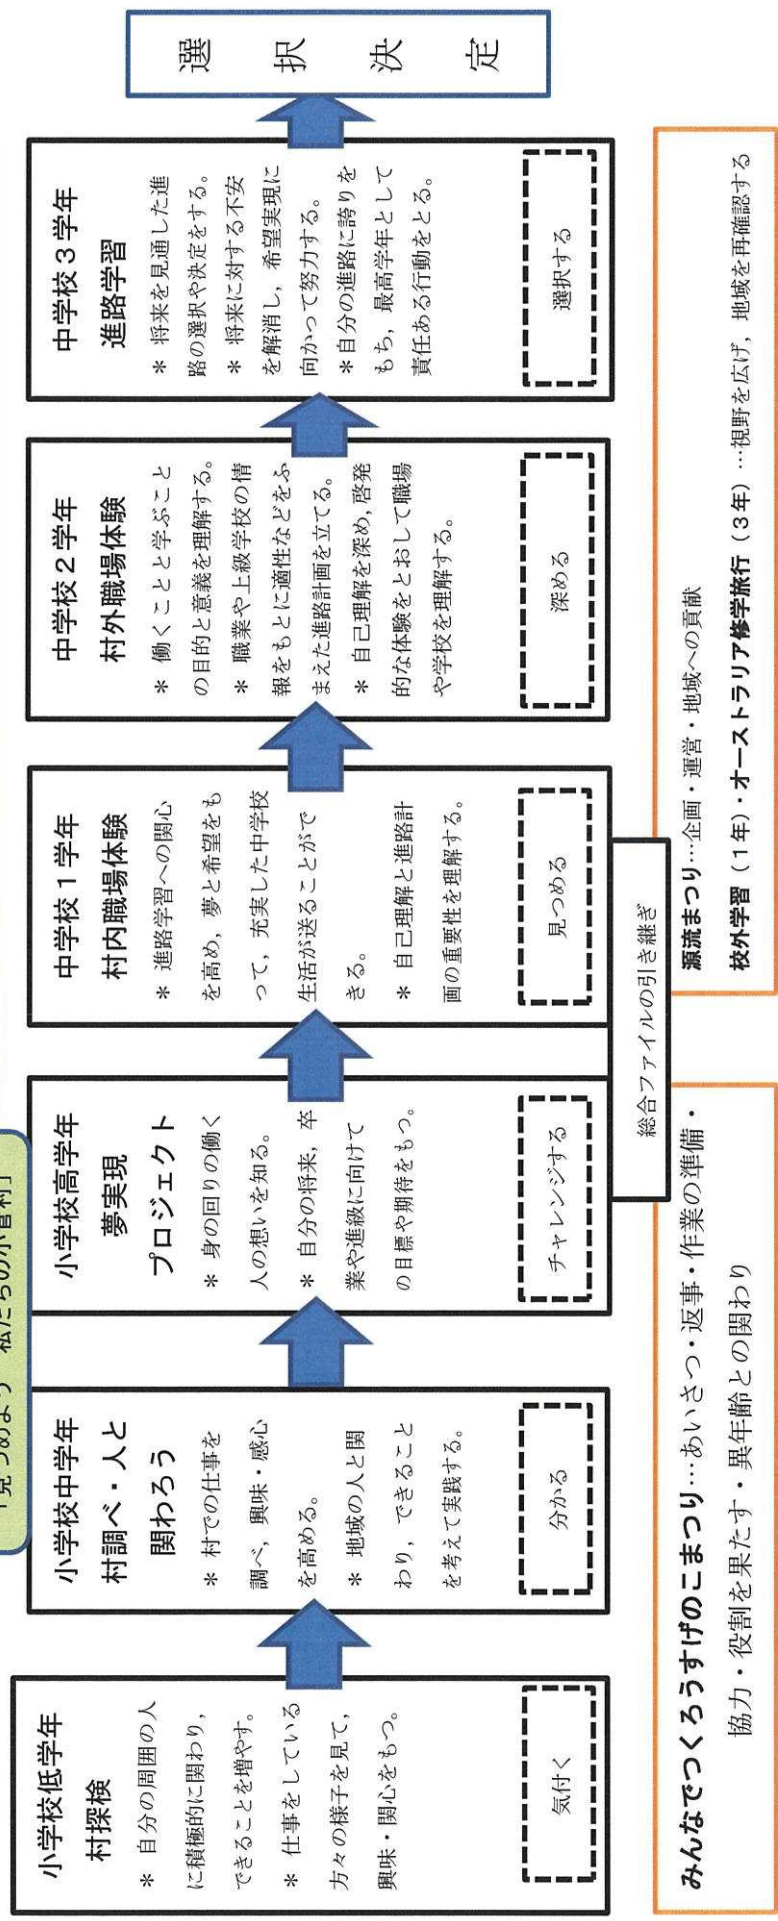 「見つめよう 私たちの小菅村」
小学校低学年
村探検
＊ 自分の周囲の人
に積極的に関わり，
できることを増やす。
＊ 仕事をしている
方々の様子を見て，
興味・関心をもつ。
気付く
小学校中学年
村調べ・人と
関わろう
＊ 村での仕事を
調べ，興味・感心
を高める。
＊ 地域の人と関
わり，できること
を考えて実践する。
分かる
小学校高学年
夢実現
プロジェクト
＊ 身の回りの働く
人の想いを知る。
＊ 自分の将来，卒
業や進級に向けて
の目標や期待をもつ。
チャレンジする
中学校１学年
村内職場体験
＊ 進路学習への関心
を高め，夢と希望をも
って，充実した中学校
生活が送ることがで
きる。
＊ 自己理解と進路計
画の重要性を理解する。
見つめる
中学校２学年
村外職場体験
＊ 働くことと学ぶこと
の目的と意義を理解する。
＊ 職業や上級学校の情
報をもとに適性などをふ
まえた進路計画を立てる。
＊ 自己理解を深め，啓発
的な体験をとおして職場
や学校を理解する。
深める
中学校３学年
進路学習
＊ 将来を見通した進
路の選択や決定をする。
＊ 将来に対する不安
を解消し，希望実現に
向かって努力する。
＊自分の進路に誇りを
もち，最高学年として
責任ある行動をとる。
選択する
選択決定
総合ファイルの引き継ぎ
みんなでつくろうすげのこまつり…あいさつ・返事・作業の準備・
協力・役割を果たす・異年齢との関わり
源流まつり…企画・運営・地域への貢献
校外学習（１年）・オーストラリア修学旅行（３年）…視野を広げ，地域を再確認する